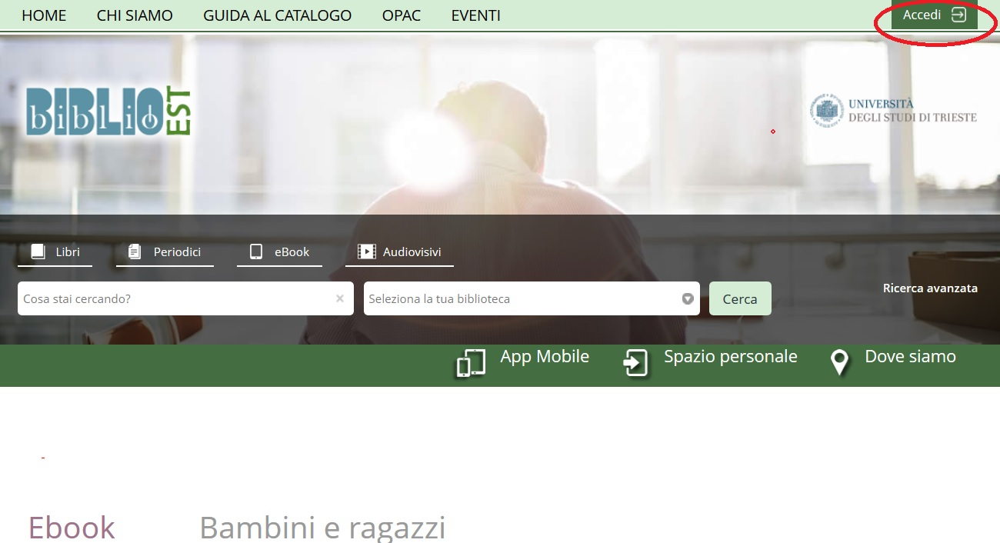 HOME CHI SIAMO GUIDA AL CATALOGO OPAC EVENTI Accedi
BIBLIO EST
biblio
UNIVERSITÀ
DEGLI STUDI DI TRIESTE
Libri Periodici eBook Audiovisivi
Cosa stai cercando? × Seleziona la tua biblioteca Cerca Ricerca avanzata
App Mobile Spazio personale Dove siamo
-
Ebook Bambini e ragazzi